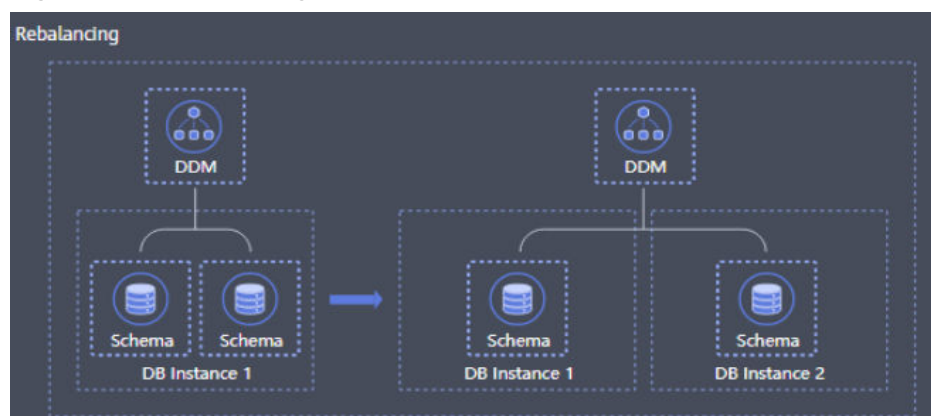 Rebalancing
DDM
DDM
Schema
Schema
Schema
Schema
DB Instance 1
DB Instance 1
DB Instance 2